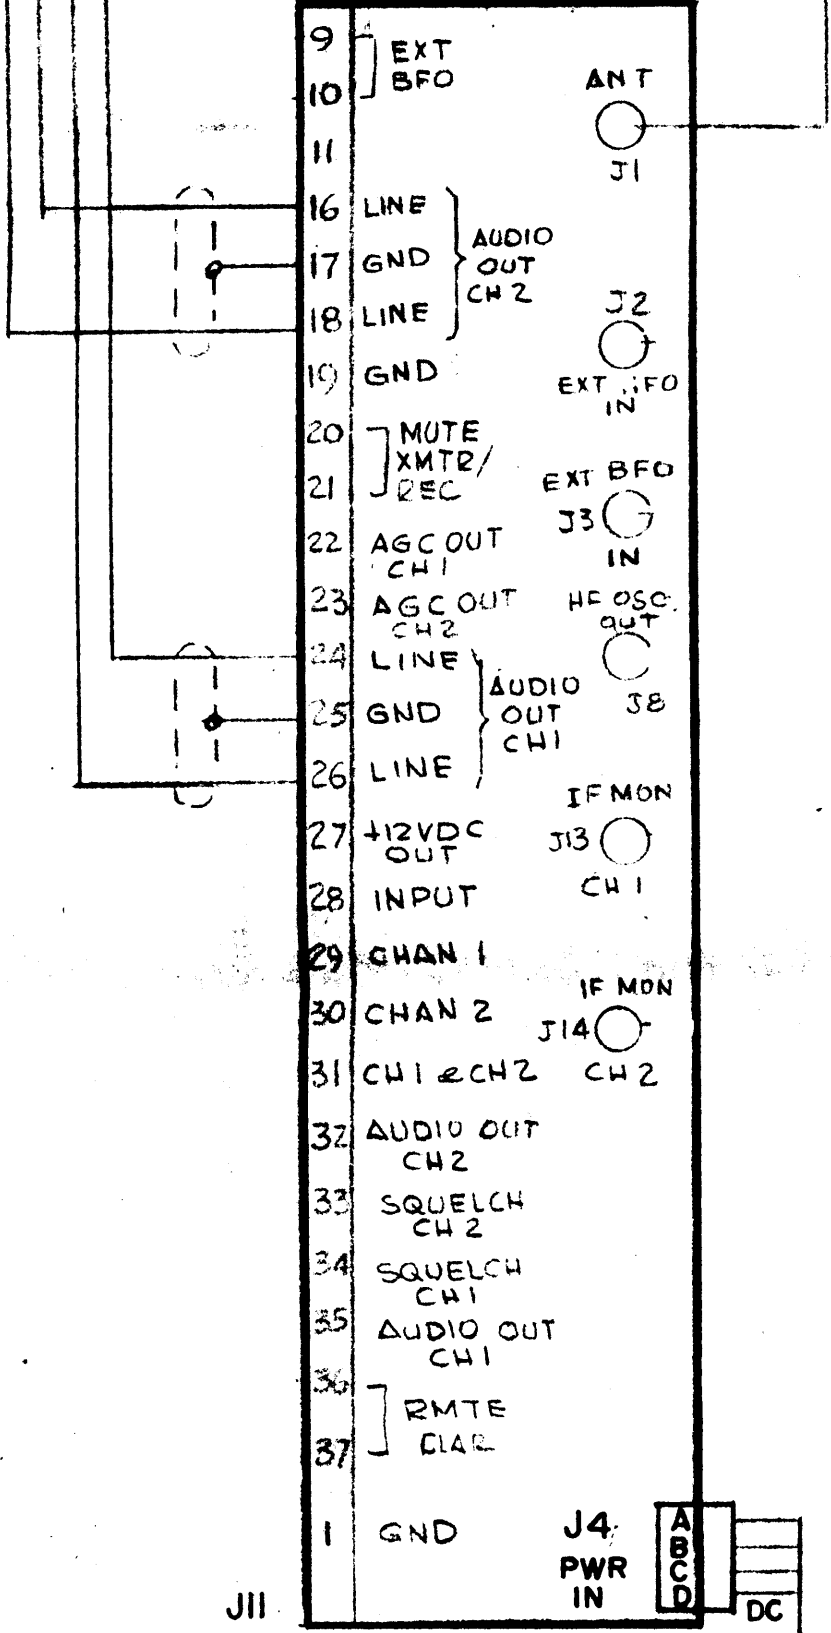 9
EXT
BFO
10
11
16 LINE
17 GND
18 LINE
AUDIO
OUT
CH 2
19 GND
20 MUTE
XMTR/
21 REC
22 AGC OUT
CH 1
23 AGC OUT
CH 2
24 LINE
25 GND
26 LINE
AUDIO
OUT
CH1
27 +12VDC
OUT
28 INPUT
29 CHAN 1
30 CHAN 2
31 CH1 & CH2
32 AUDIO OUT
CH2
33 SQUELCH
CH 2
34 SQUELCH
CH 1
35 AUDIO OUT
CH 1
36
RMTE
CLAR
37
1 GND
J11
ANT
J1
J2
EXT
IN
EXT BFO
J3
IN
HF OSC.
OUT
J8
IF MON
J13
CH 1
IF MON
J14
CH 2
J4
PWR
IN
A
B
C
D
DC